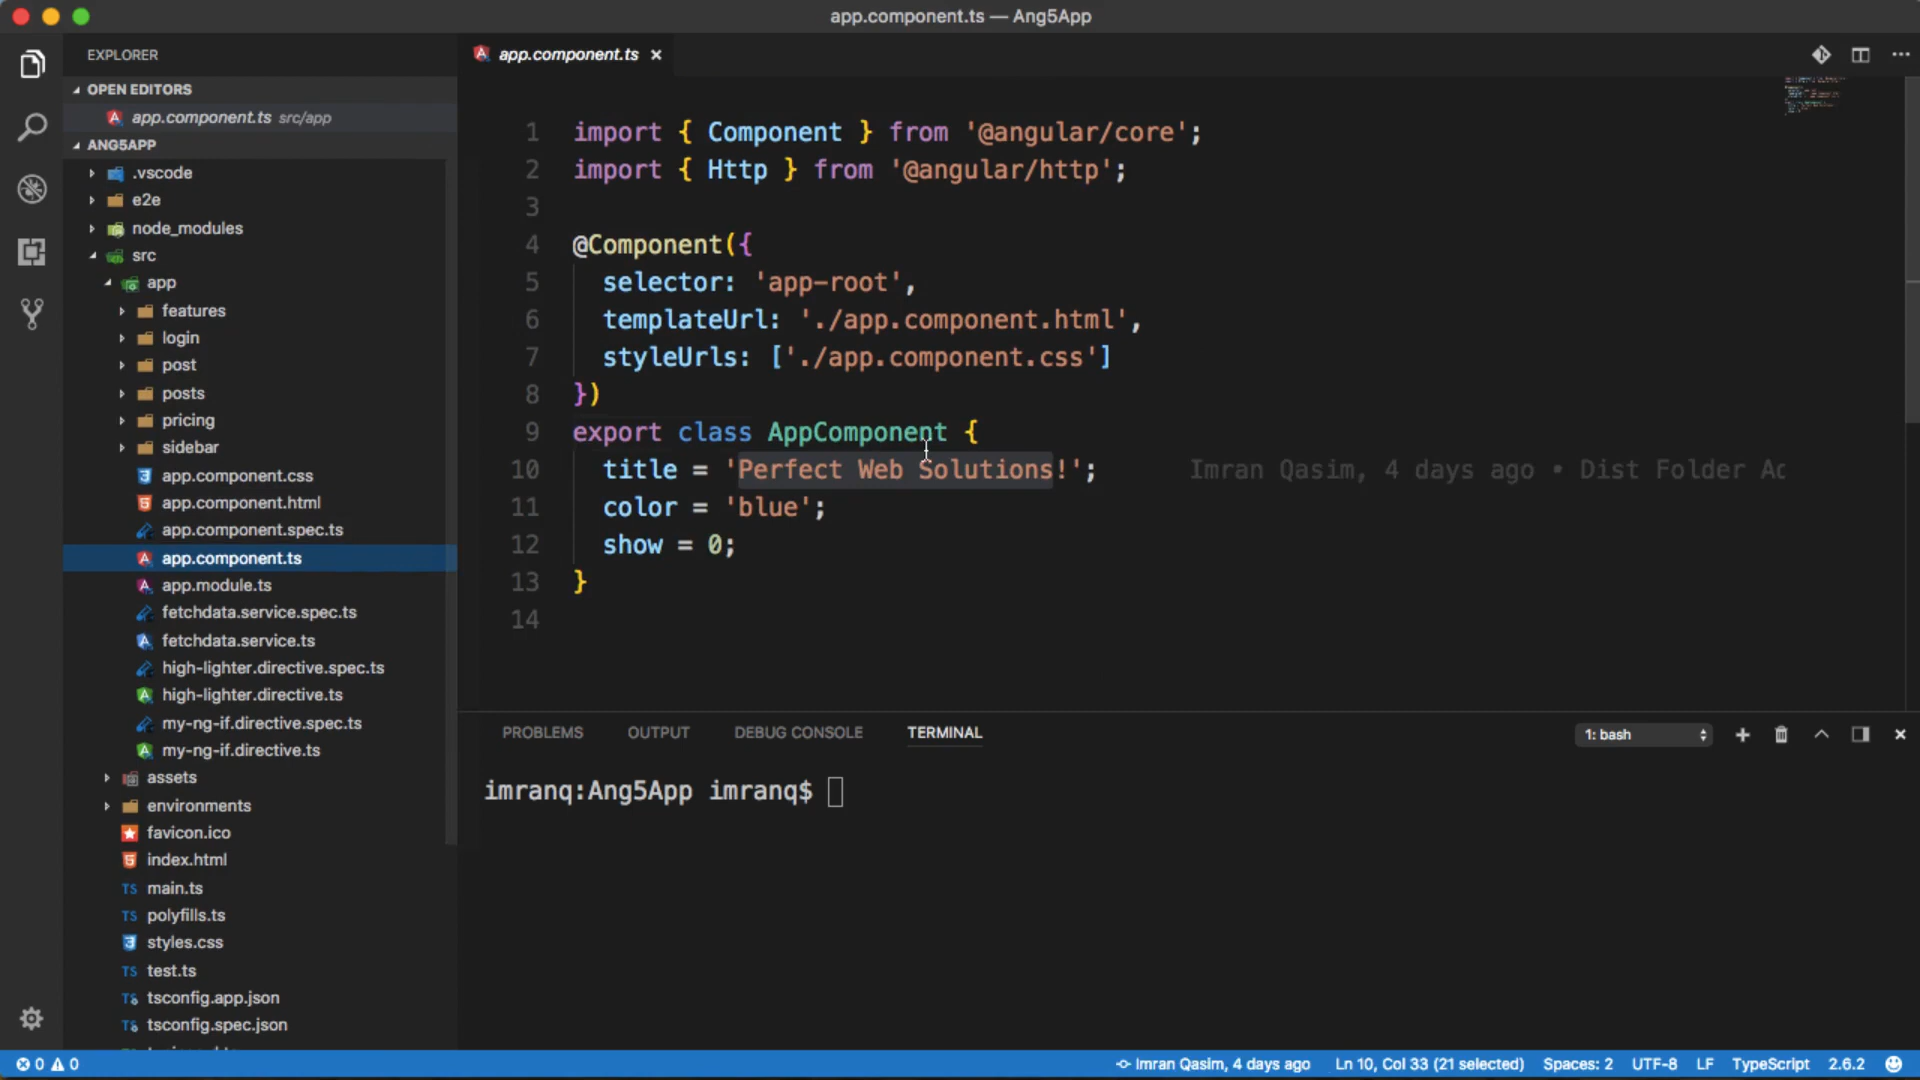 app.component.ts — Ang5App
EXPLORER
OPEN EDITORS
app.component.ts src/app
ANG5APP
.vscode
e2e
node_modules
src
app
features
login
post
posts
pricing
sidebar
app.component.css
app.component.html
app.component.spec.ts
app.component.ts
app.module.ts
fetchdata.service.spec.ts
fetchdata.service.ts
high-lighter.directive.spec.ts
high-lighter.directive.ts
my-ng-if.directive.spec.ts
my-ng-if.directive.ts
assets
environments
favicon.ico
index.html
main.ts
polyfills.ts
styles.css
test.ts
tsconfig.app.json
tsconfig.spec.json
app.component.ts
1 import { Component } from '@angular/core';
2 import { Http } from '@angular/http';
3
4 @Component({
5 selector: 'app-root',
6 templateUrl: './app.component.html',
7 styleUrls: ['./app.component.css']
8 })
9 export class AppComponent {
10 title = 'Perfect Web Solutions!'; Imran Qasim, 4 days ago • Dist Folder Ac
11 color = 'blue';
12 show = 0;
13 }
14
PROBLEMS OUTPUT DEBUG CONSOLE TERMINAL 1: bash
imranq:Ang5App imranq$
0 0 Imran Qasim, 4 days ago Ln 10, Col 33 (21 selected) Spaces: 2 UTF-8 LF TypeScript 2.6.2